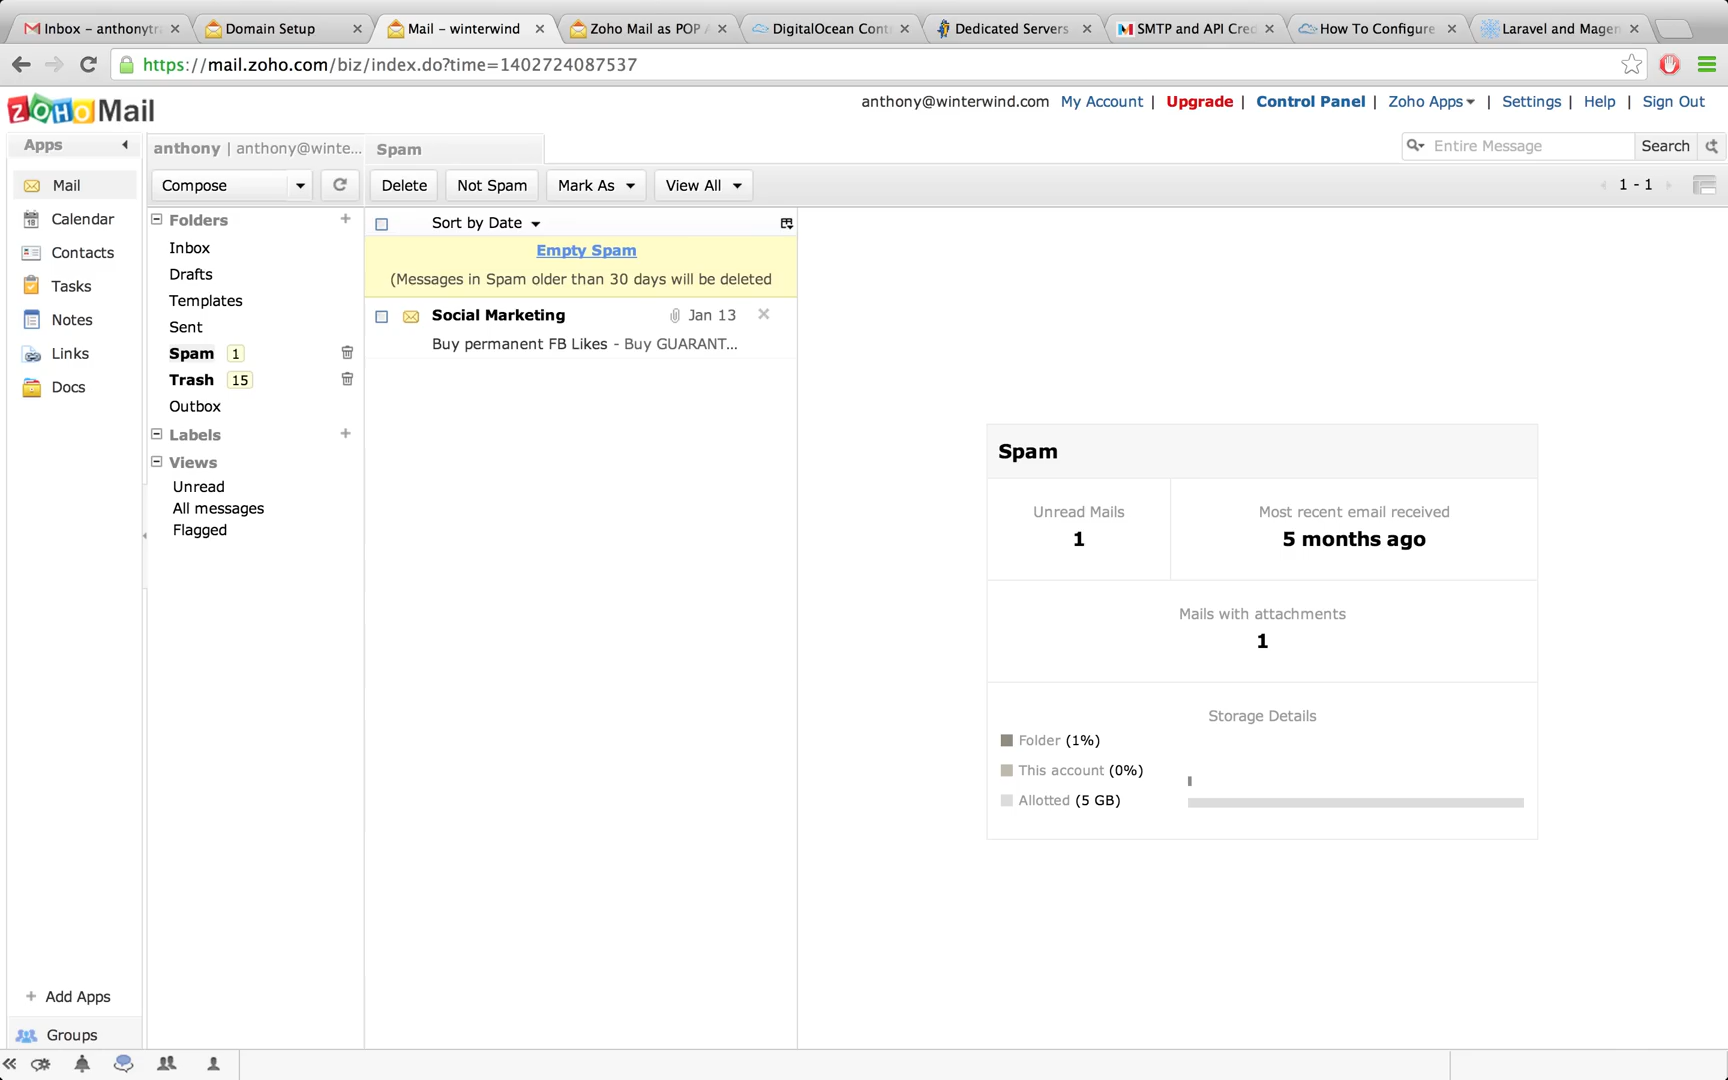 Inbox – anthonytr
Domain Setup
Mail – winterwind
Zoho Mail as POP
DigitalOcean Cont
Dedicated Servers
SMTP and API Cred
How To Configure
Laravel and Magen
https://mail.zoho.com/biz/index.do?time=1402724087537
ZOHO Mail
anthony@winterwind.com My Account | Upgrade | Control Panel | Zoho Apps | Settings | Help | Sign Out
Apps
anthony | anthony@winte...
Spam
Entire Message
Search
Mail
Compose
Delete
Not Spam
Mark As
View All
1 - 1
Calendar
Contacts
Tasks
Notes
Links
Docs
Folders
Inbox
Drafts
Templates
Sent
Spam 1
Trash 15
Outbox
Labels
Views
Unread
All messages
Flagged
Sort by Date
Empty Spam
(Messages in Spam older than 30 days will be deleted
Social Marketing Jan 13
Buy permanent FB Likes - Buy GUARANT...
Spam
Unread Mails
1
Most recent email received
5 months ago
Mails with attachments
1
Storage Details
Folder (1%)
This account (0%)
Allotted (5 GB)
+ Add Apps
Groups